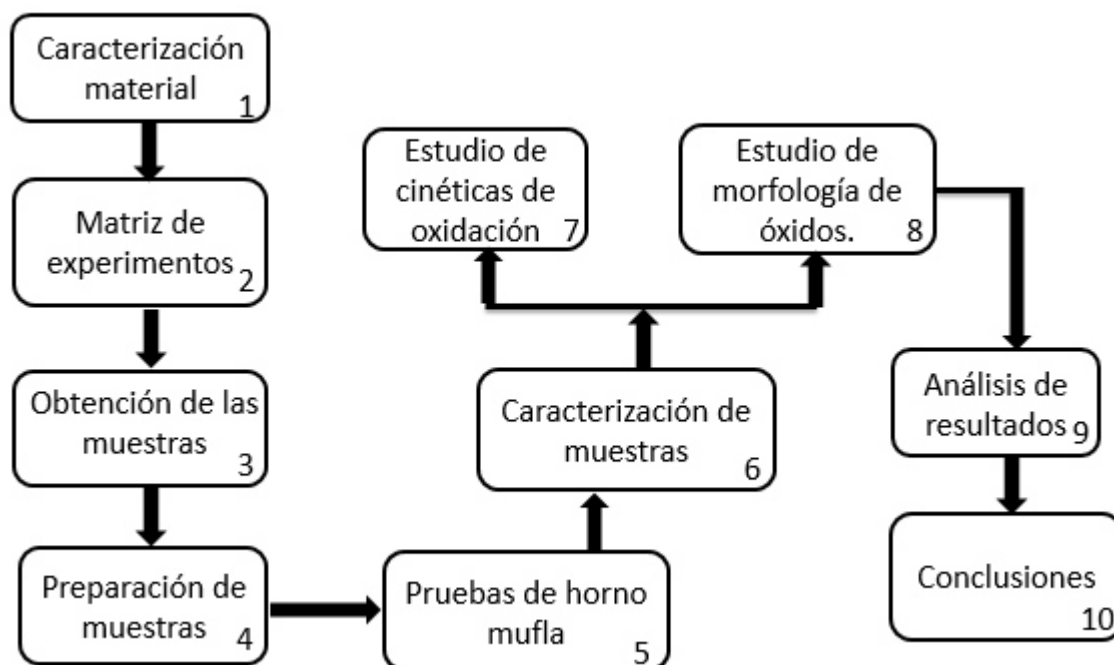 Caracterización
material
1
Matriz de
experimentos
2
Obtención de las
muestras
3
Preparación de
muestras
4
Pruebas de horno
mufla
5
Caracterización de
muestras
6
Estudio de
cinéticas de
oxidación 7
Estudio de
morfología de
óxidos.
8
Análisis de
resultados 9
Conclusiones
10